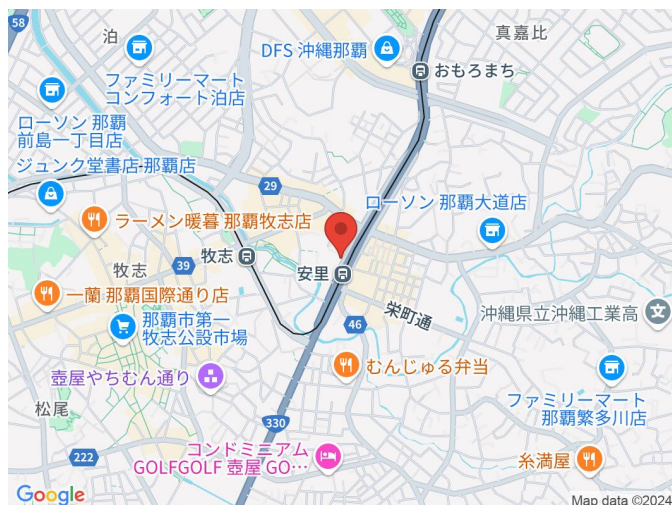 58
泊
DFS 沖縄那覇
真嘉比
ファミリーマート
コンフォート泊店
おもろまち
ローソン 那覇
前島一丁目店
ジュンク堂書店-那覇店
29
ローソン 那覇大道店
ラーメン暖暮 那覇牧志店
牧志
39
牧志
安里
一蘭 那覇国際通り店
栄町通
沖縄県立沖縄工業高
那覇市第一
牧志公設市場
46
むんじゅる弁当
壺屋やちむん通り
ファミリーマート
那覇繁多川店
松尾
330
222
コンドミニアム
GOLFGOLF 壺屋 GO…
糸満屋
Google
Map data ©2024